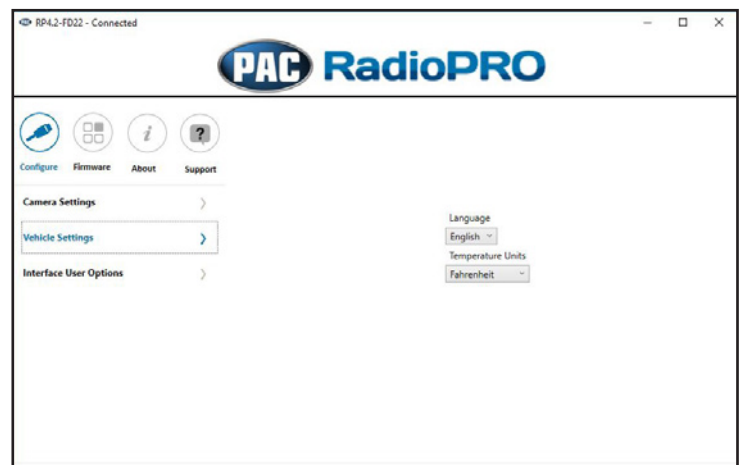 RP4.2-FD22 - Connected
PAC RadioPRO
Configure Firmware About Support
Camera Settings
Vehicle Settings
Interface User Options
Language
English
Temperature Units
Fahrenheit